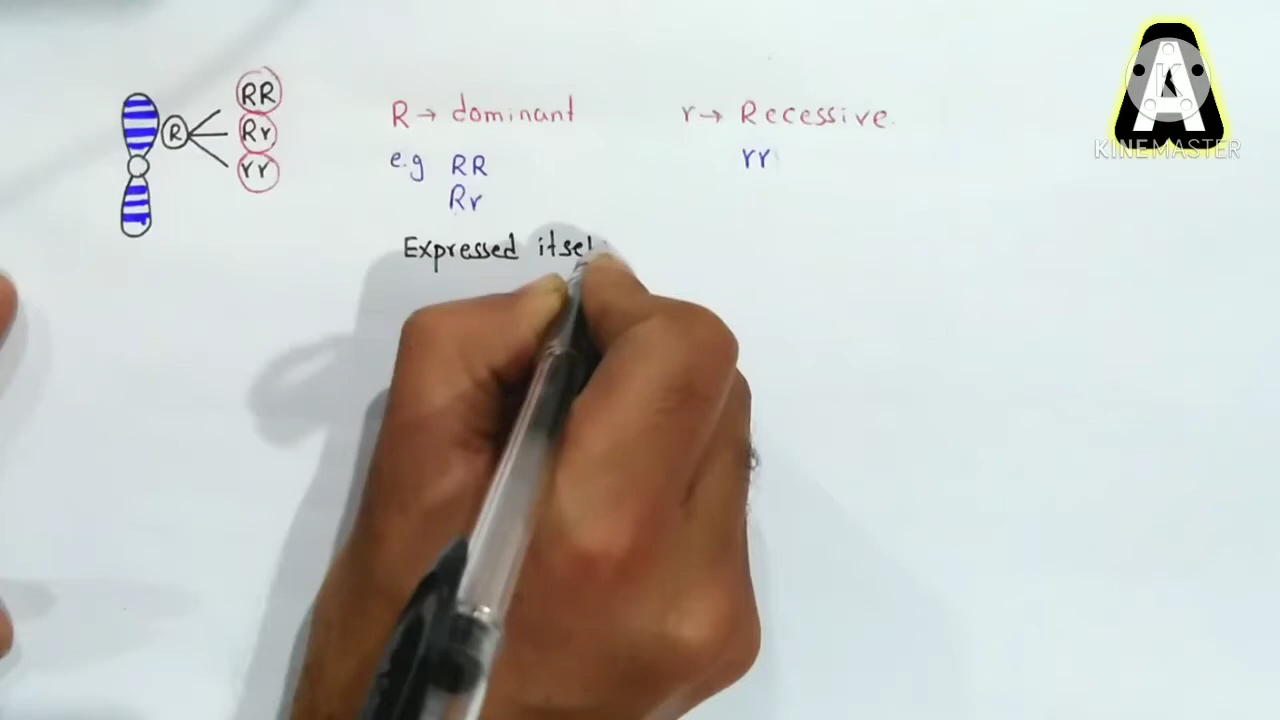 R
RR
Rr
rr
R → dominant
e.g RR
Rr
Expressed itsel
r → Recessive.
rr
A
K
KINEMASTER